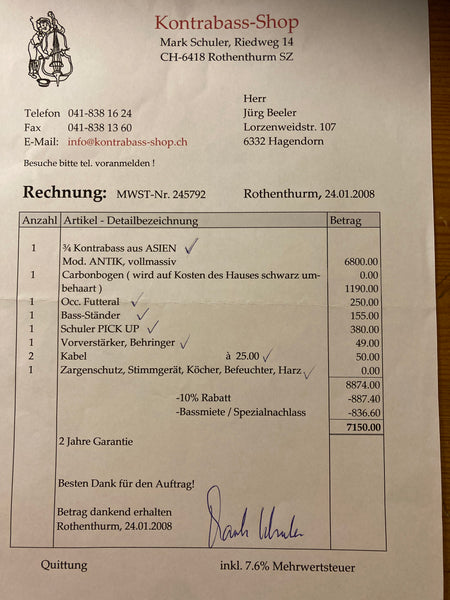 Kontrabass-Shop
Mark Schuler, Riedweg 14
CH-6418 Rothenthurm SZ
Telefon 041-838 16 24
Fax 041-838 13 60
E-Mail: info@kontrabass-shop.ch
Herr
Jürg Beeler
Lorzenweidstr. 107
6332 Hagendorn
Besuche bitte tel. voranmelden !
Rechnung: MWST-Nr. 245792 Rothenturm, 24.01.2008
Anzahl Artikel - Detailbezeichnung Betrag
1 ¾ Kontrabass aus ASIEN
Mod. ANTIK, vollmassiv 6800.00
1 Carbonbogen ( wird auf Kosten des Hauses schwarz um- 0.00
behaart ) 1190.00
1 Occ. Futteral 250.00
1 Bass-Ständer 155.00
1 Schuler PICK UP 380.00
1 Vorverstärker, Behringer 49.00
2 Kabel à 25.00 50.00
1 Zargenschutz, Stimmgerät, Köcher, Befeuchter, Harz 0.00
8874.00
-10% Rabatt -887.40
-Bassmiete / Spezialnachlass -836.60
7150.00
2 Jahre Garantie
Besten Dank für den Auftrag!
Betrag dankend erhalten
Rothenturm, 24.01.2008
Mark Schuler
Quittung inkl. 7.6% Mehrwertsteuer